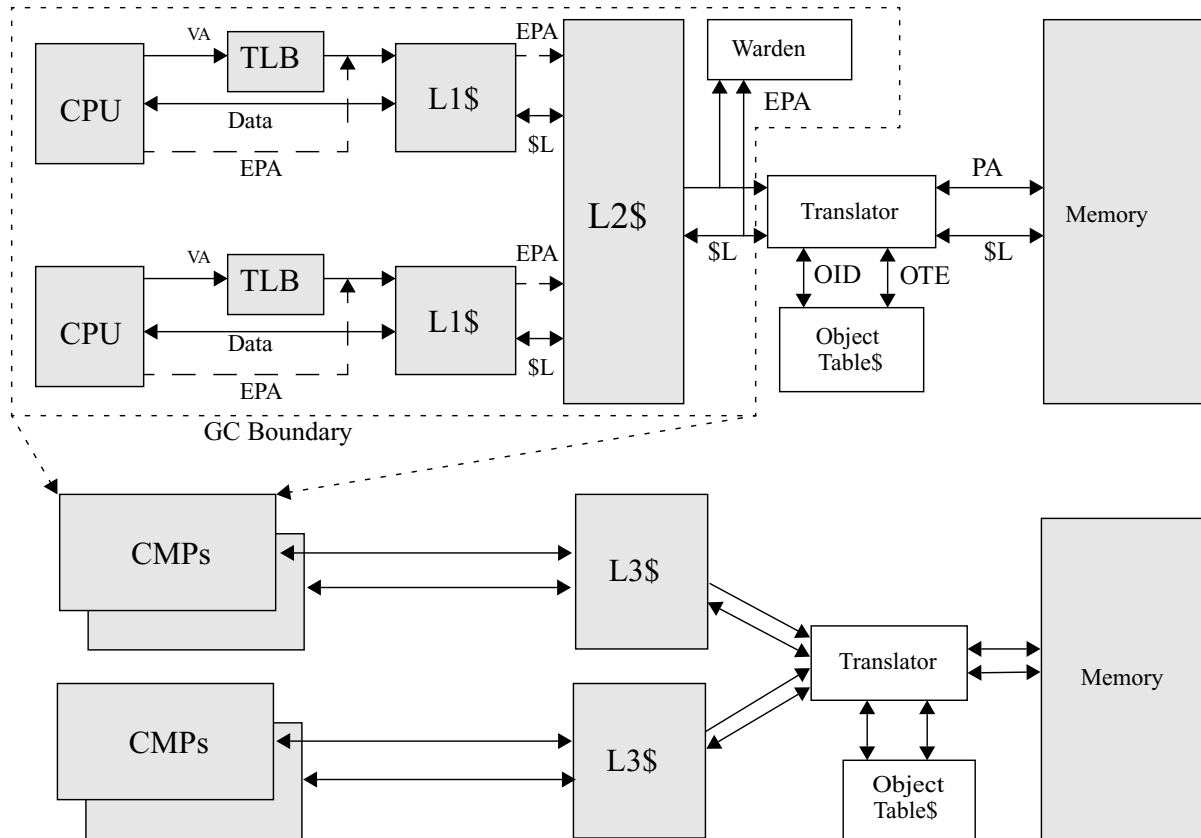 EPA
VA
TLB
Warden
CPU
L1$
EPA
Data
$L
EPA
PA
L2$
Translator
Memory
EPA
VA
$L
$L
TLB
OID
OTE
CPU
L1$
Data
Object
Table$
$L
EPA
GC Boundary
CMPs
L3$
Translator
Memory
CMPs
L3$
Object
Table$